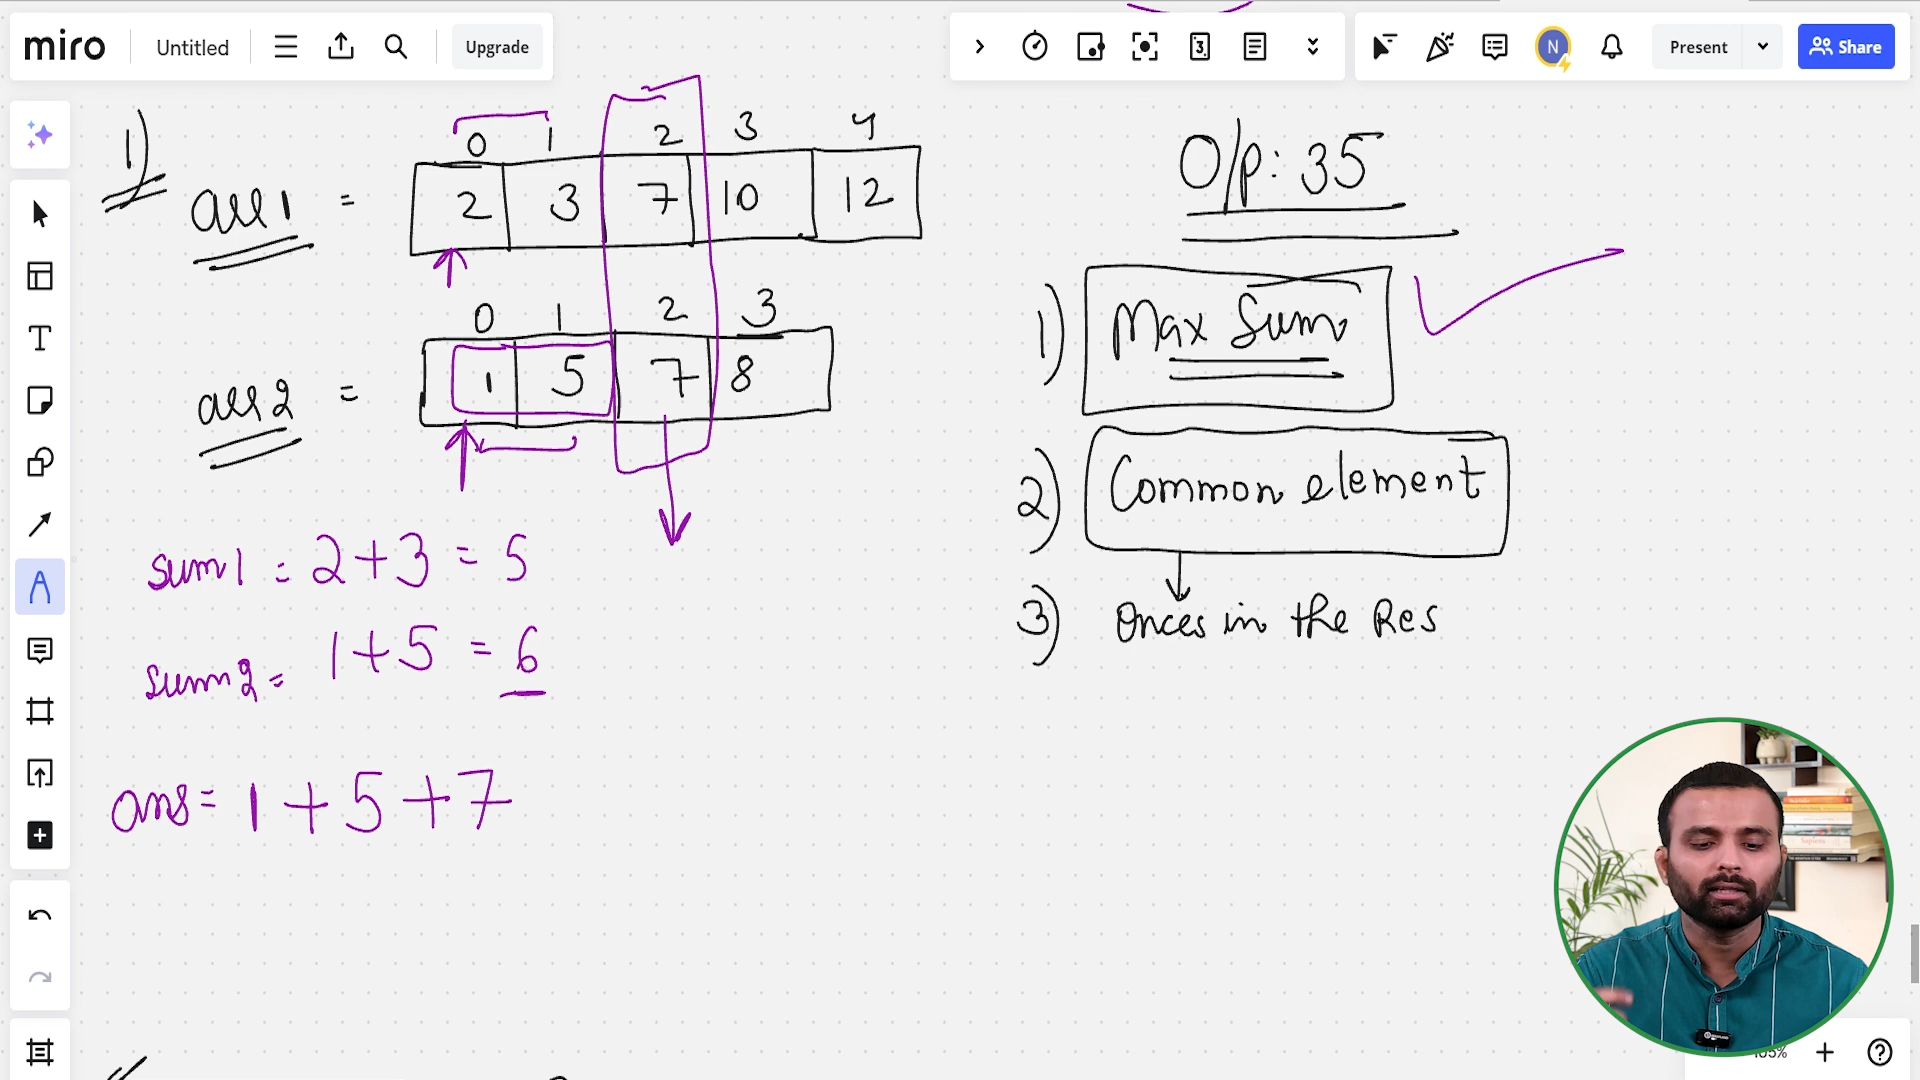 miro Untitled Upgrade
3 N Present Share
1)
0 1 2 3 4
arr1 = 2 3 7 10 12
0 1 2 3
arr2 = 1 5 7 8
sum1 = 2+3 = 5
sum2 = 1+5 = 6
ans = 1+5+7
O/p: 35
1) Max Sum
2) Common element
3) Onces in the Res
T